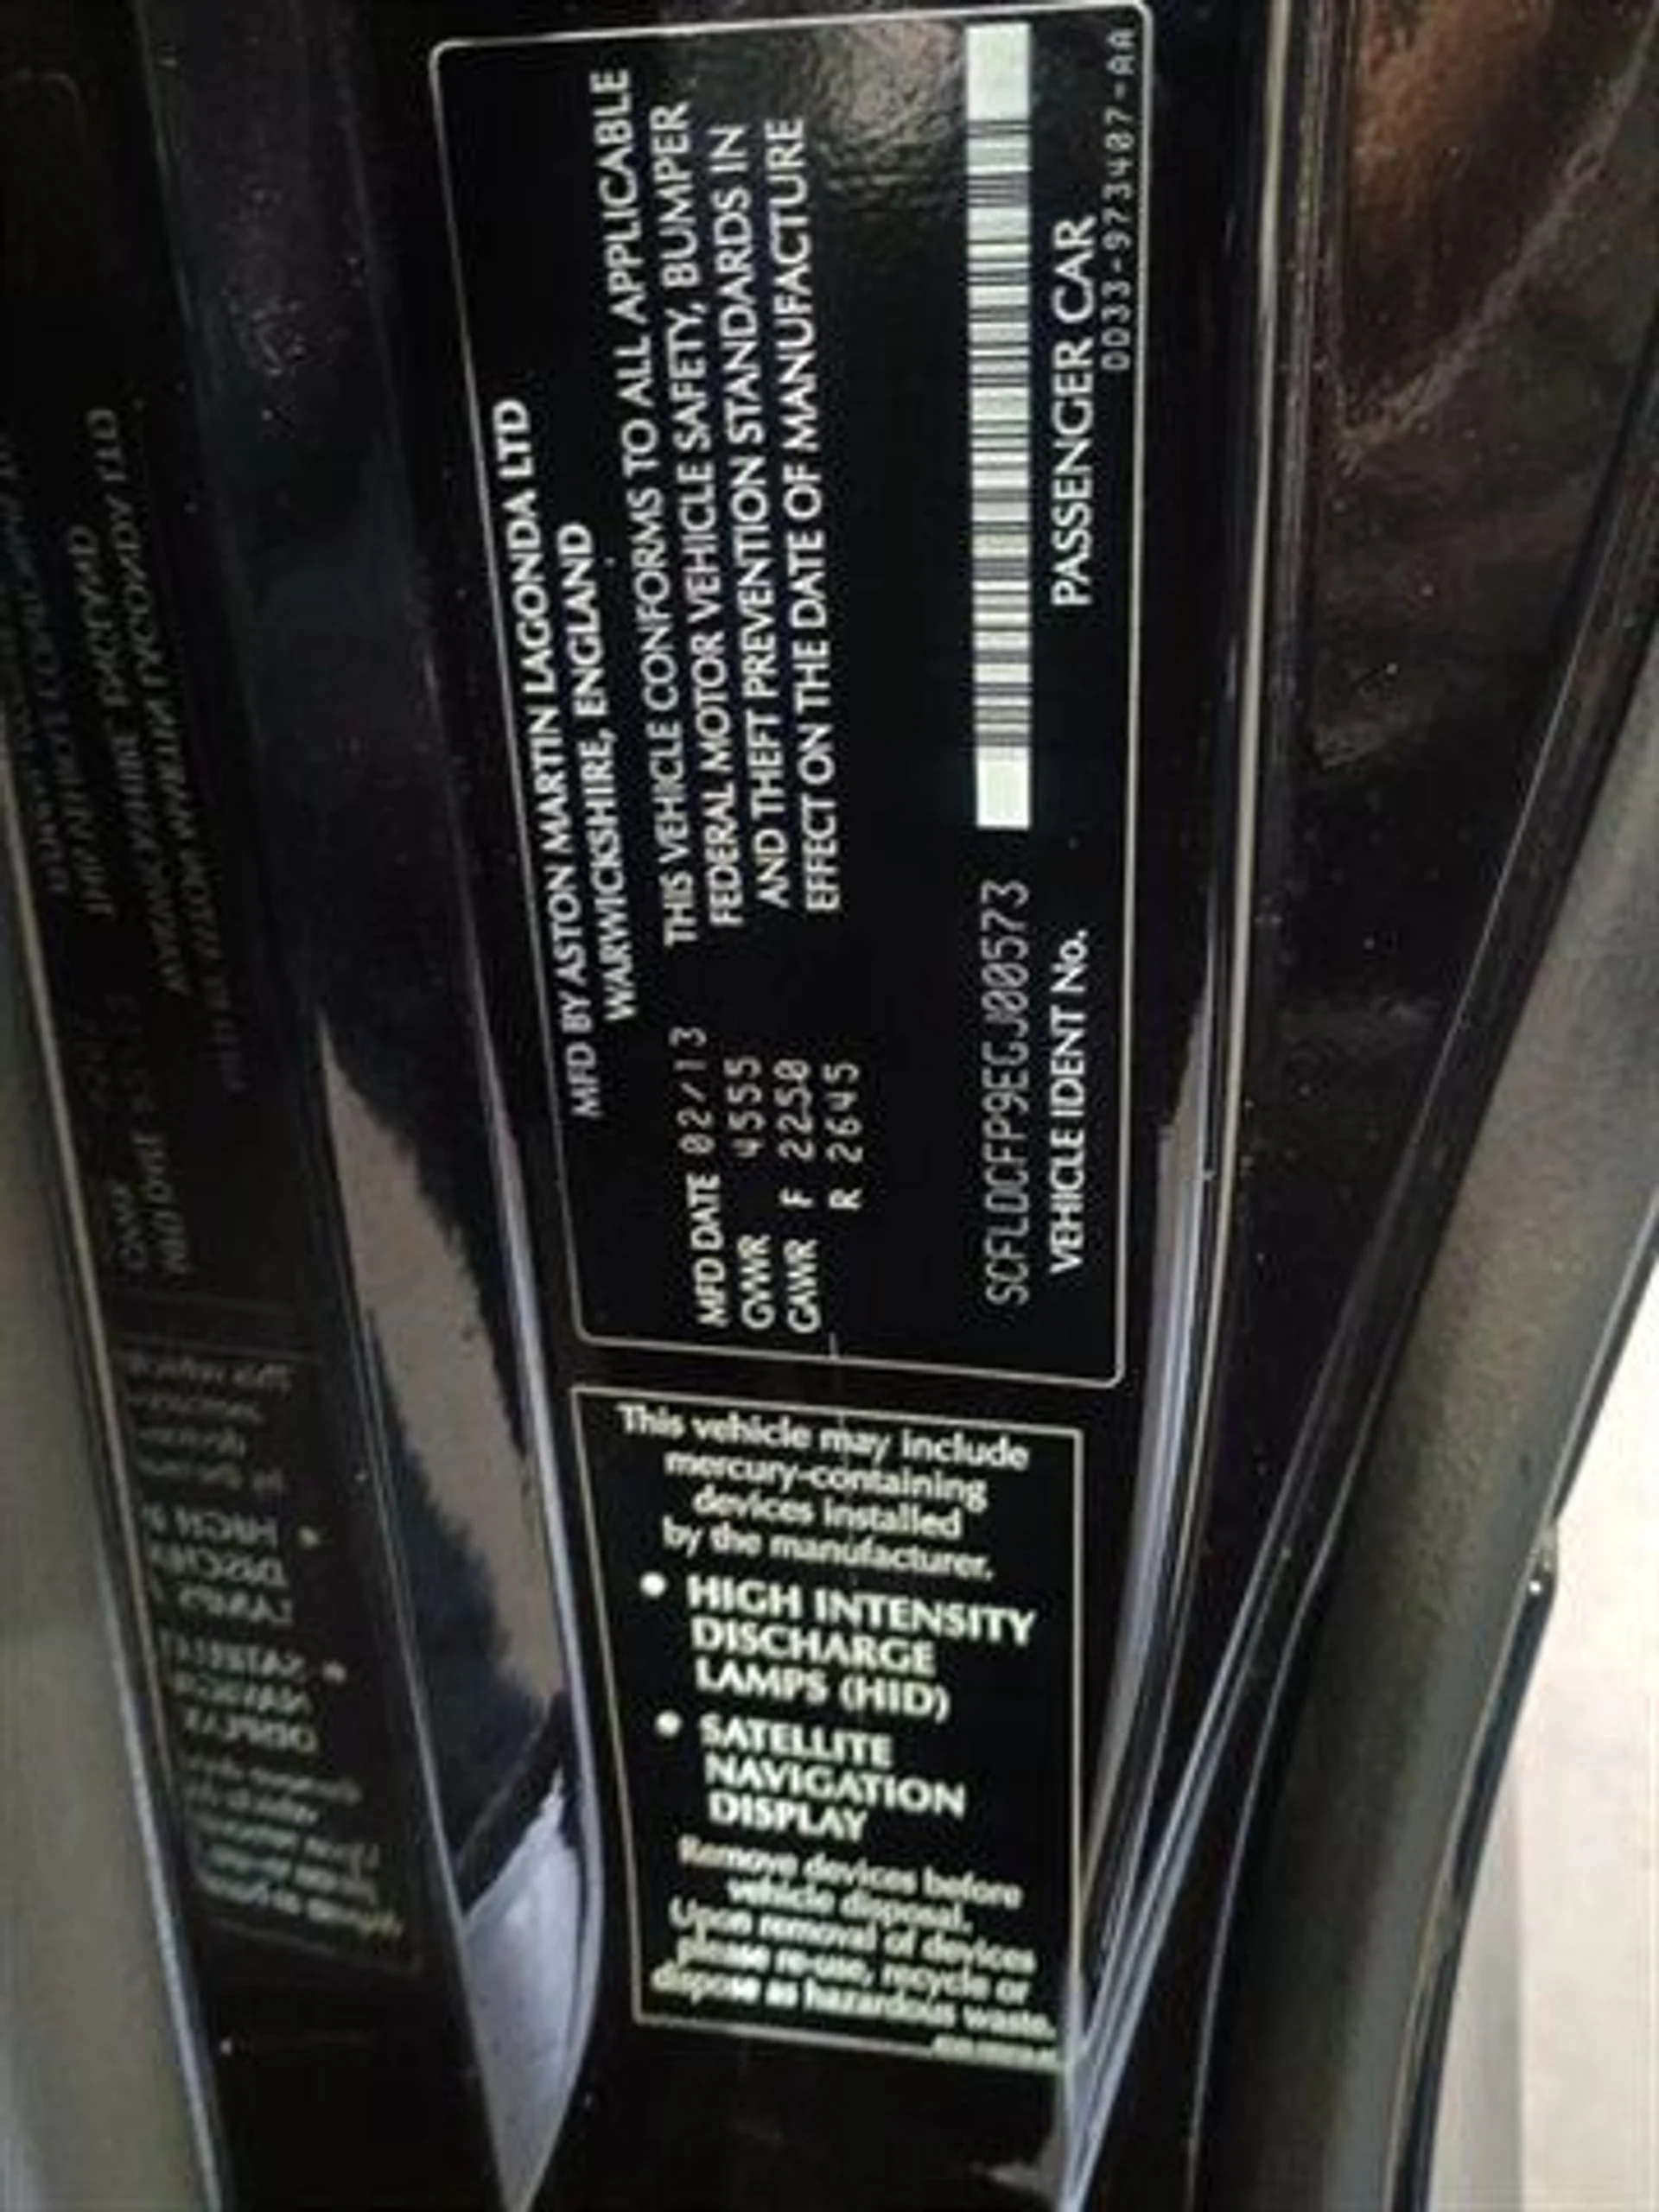 MFD BY ASTON MARTIN LAGONDA LTD
WARWICKSHIRE, ENGLAND
MFD DATE 02/13
GVWR 4555
GAWR F 2250
R 2645
THIS VEHICLE CONFORMS TO ALL APPLICABLE
FEDERAL MOTOR VEHICLE SAFETY, BUMPER
AND THEFT PREVENTION STANDARDS IN
EFFECT ON THE DATE OF MANUFACTURE
SCFLDCFP9EGJ00573
VEHICLE IDENT No.
PASSENGER CAR
DD33-973407-AA
This vehicle may include
mercury-containing
devices installed
by the manufacturer.
• HIGH INTENSITY
DISCHARGE
LAMPS (HID)
• SATELLITE
NAVIGATION
DISPLAY
Remove devices before
vehicle disposal.
Upon removal of devices
please re-use, recycle or
dispose as hazardous waste.